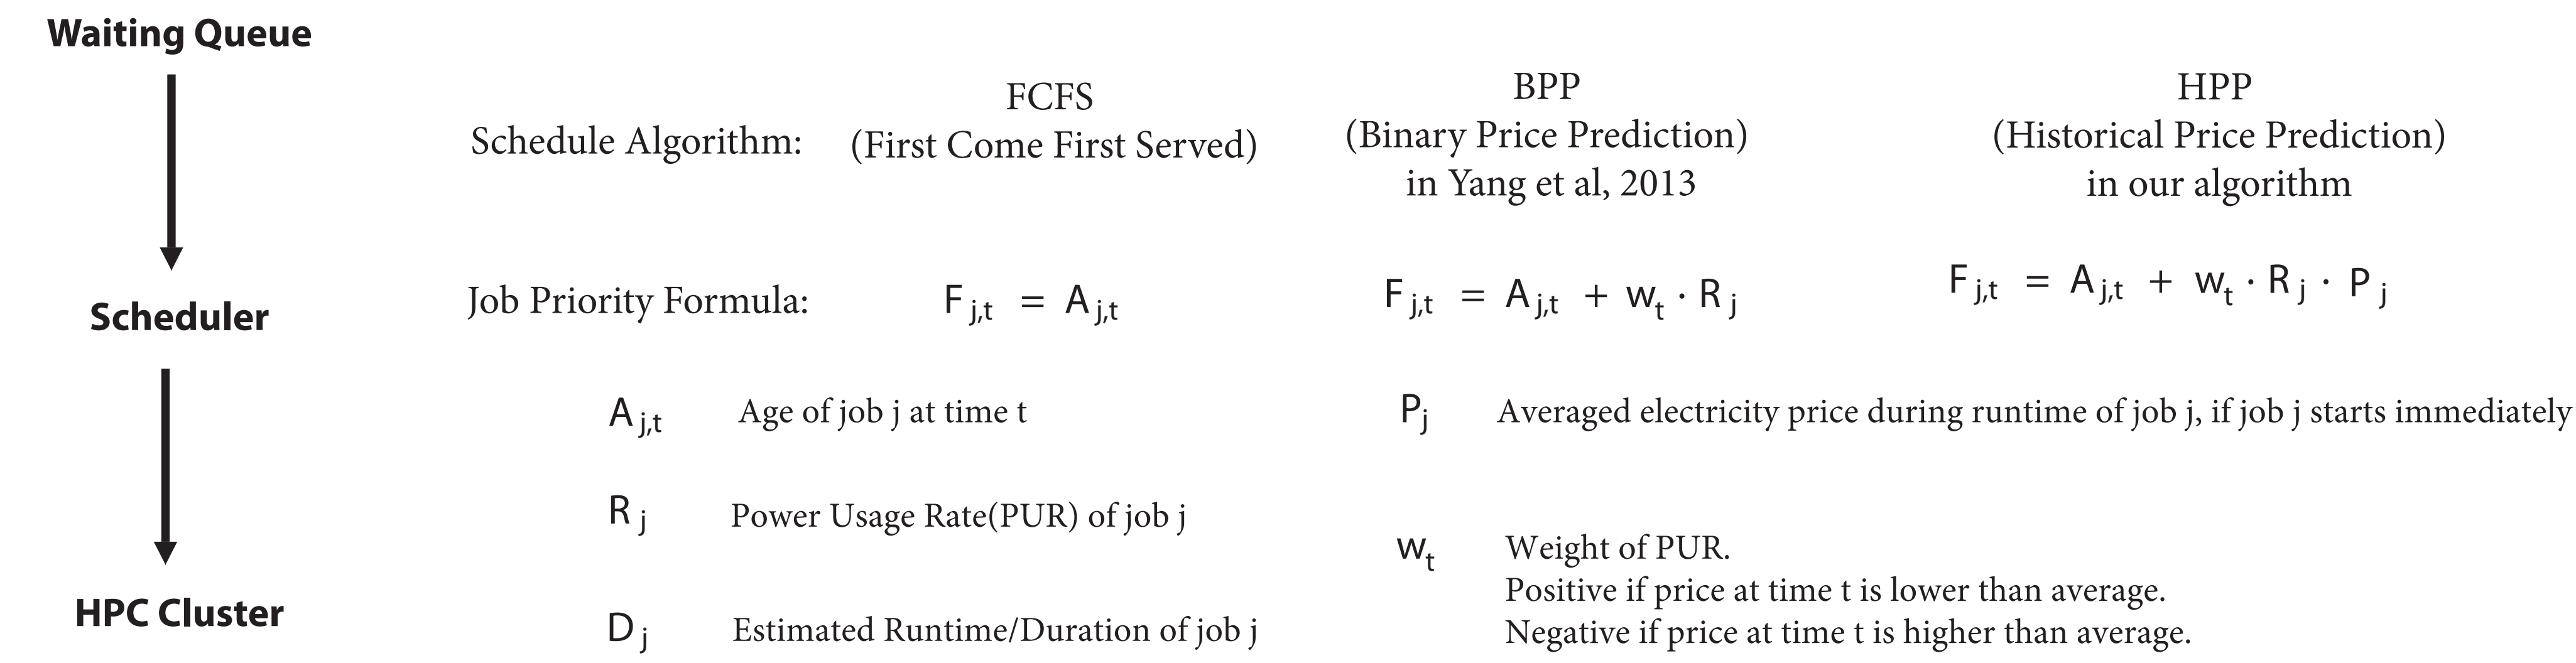 Waiting Queue
Scheduler
HPC Cluster
Schedule Algorithm:
FCFS
(First Come First Served)
BPP
(Binary Price Prediction)
in Yang et al, 2013
HPP
(Historical Price Prediction)
in our algorithm
Job Priority Formula:
F j,t = A j,t
F j,t = A j,t + w t · R j
F j,t = A j,t + w t · R j · P j
A j,t Age of job j at time t
R j Power Usage Rate(PUR) of job j
D j Estimated Runtime/Duration of job j
P j Averaged electricity price during runtime of job j, if job j starts immediately
w t Weight of PUR.
Positive if price at time t is lower than average.
Negative if price at time t is higher than average.